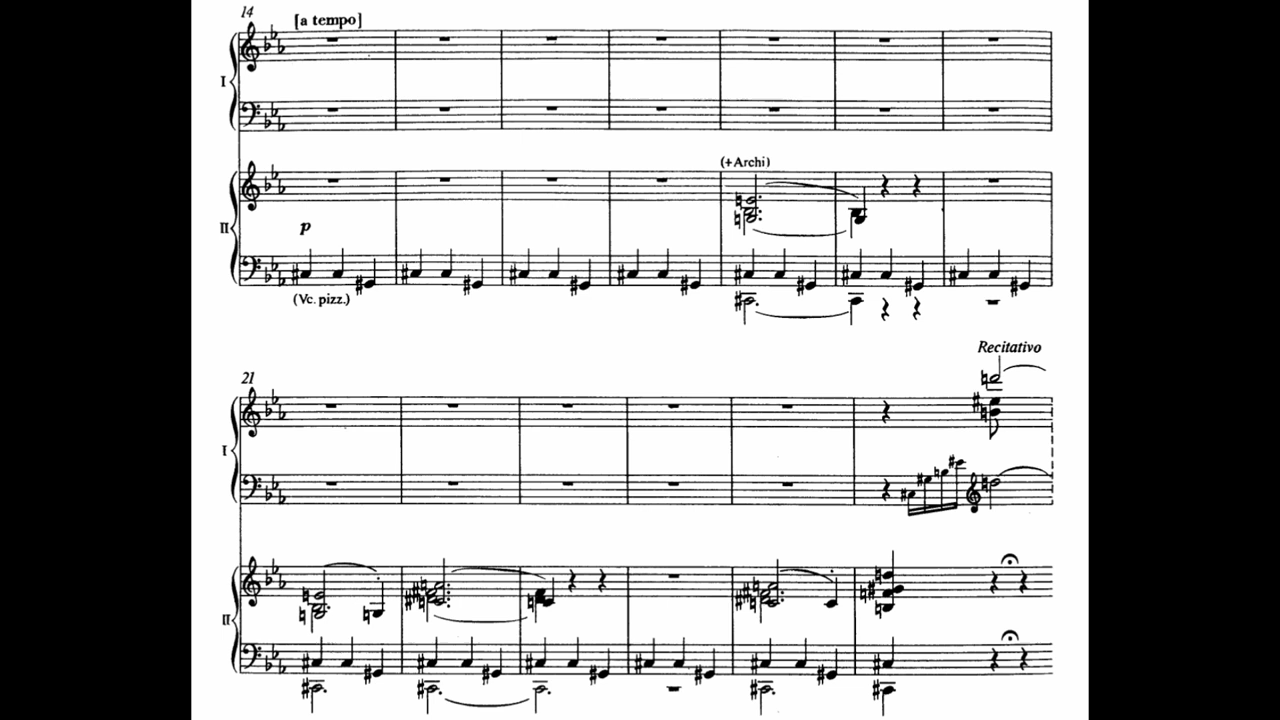 14
[a tempo]
I
(+Archi)
p
II
(Vc. pizz.)
21
Recitativo
I
II